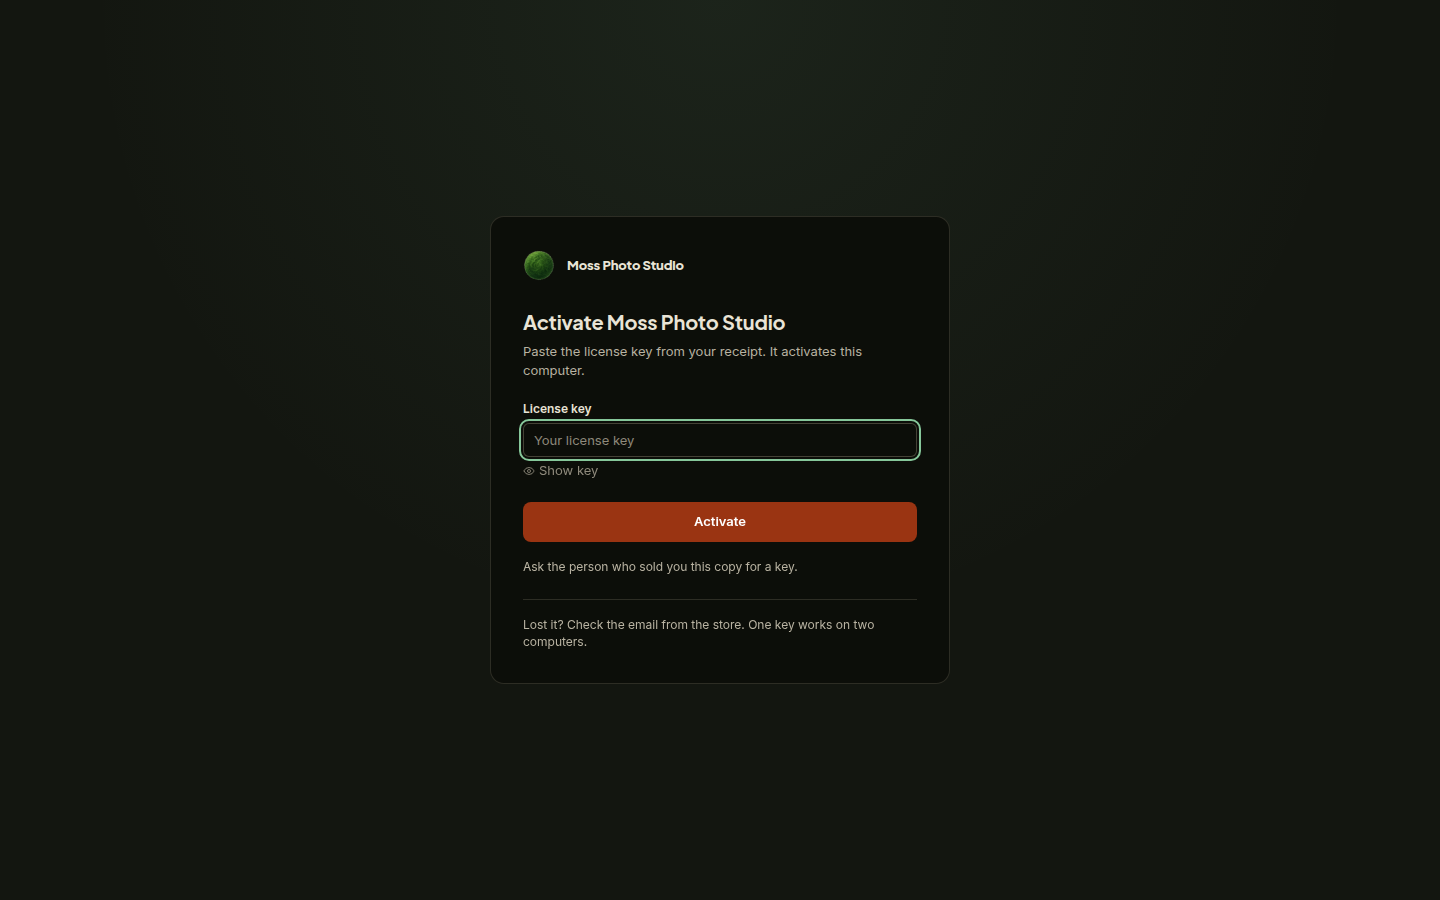 Moss Photo Studio
Activate Moss Photo Studio
Paste the license key from your receipt. It activates this
computer.
License key
Your license key
Show key
Activate
Ask the person who sold you this copy for a key.
Lost it? Check the email from the store. One key works on two
computers.